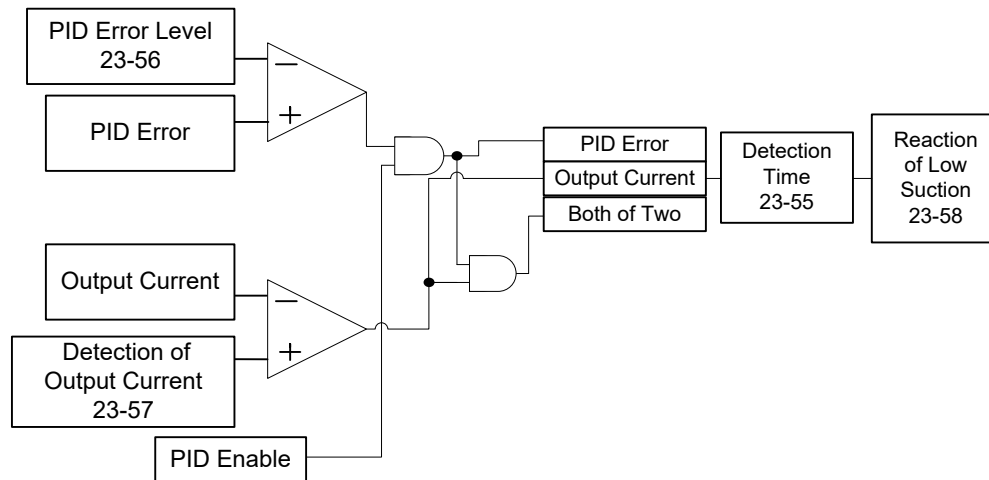 PID Error Level
23-56
−
+
PID Error
PID Error
Output Current
Both of Two
Detection
Time
23-55
Reaction
of Low
Suction
23-58
Output Current
−
+
Detection of
Output Current
23-57
PID Enable